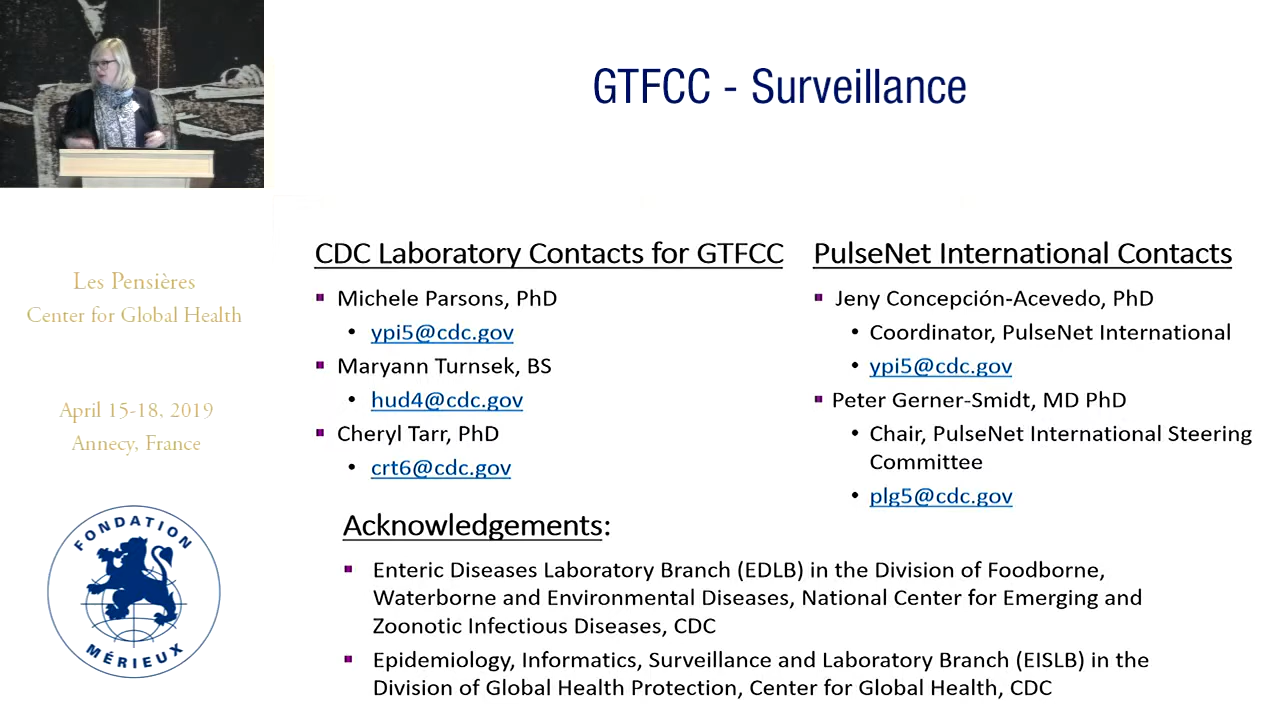 GTFCC - Surveillance
Les Pensières
Center for Global Health
April 15-18, 2019
Annecy, France
FONDATION
MÉRIEUX
CDC Laboratory Contacts for GTFCC
▪ Michele Parsons, PhD
• ypi5@cdc.gov
▪ Maryann Turnsek, BS
• hud4@cdc.gov
▪ Cheryl Tarr, PhD
• crt6@cdc.gov
PulseNet International Contacts
▪ Jeny Concepción-Acevedo, PhD
• Coordinator, PulseNet International
• ypi5@cdc.gov
▪ Peter Gerner-Smidt, MD PhD
• Chair, PulseNet International Steering
Committee
• plg5@cdc.gov
Acknowledgements:
▪ Enteric Diseases Laboratory Branch (EDLB) in the Division of Foodborne,
Waterborne and Environmental Diseases, National Center for Emerging and
Zoonotic Infectious Diseases, CDC
▪ Epidemiology, Informatics, Surveillance and Laboratory Branch (EISLB) in the
Division of Global Health Protection, Center for Global Health, CDC